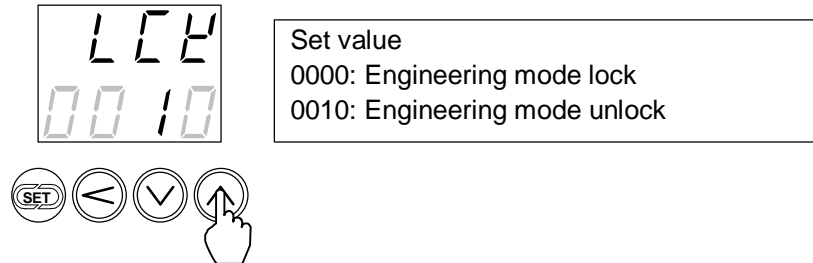 LCK
0010
Set value
0000: Engineering mode lock
0010: Engineering mode unlock
SET